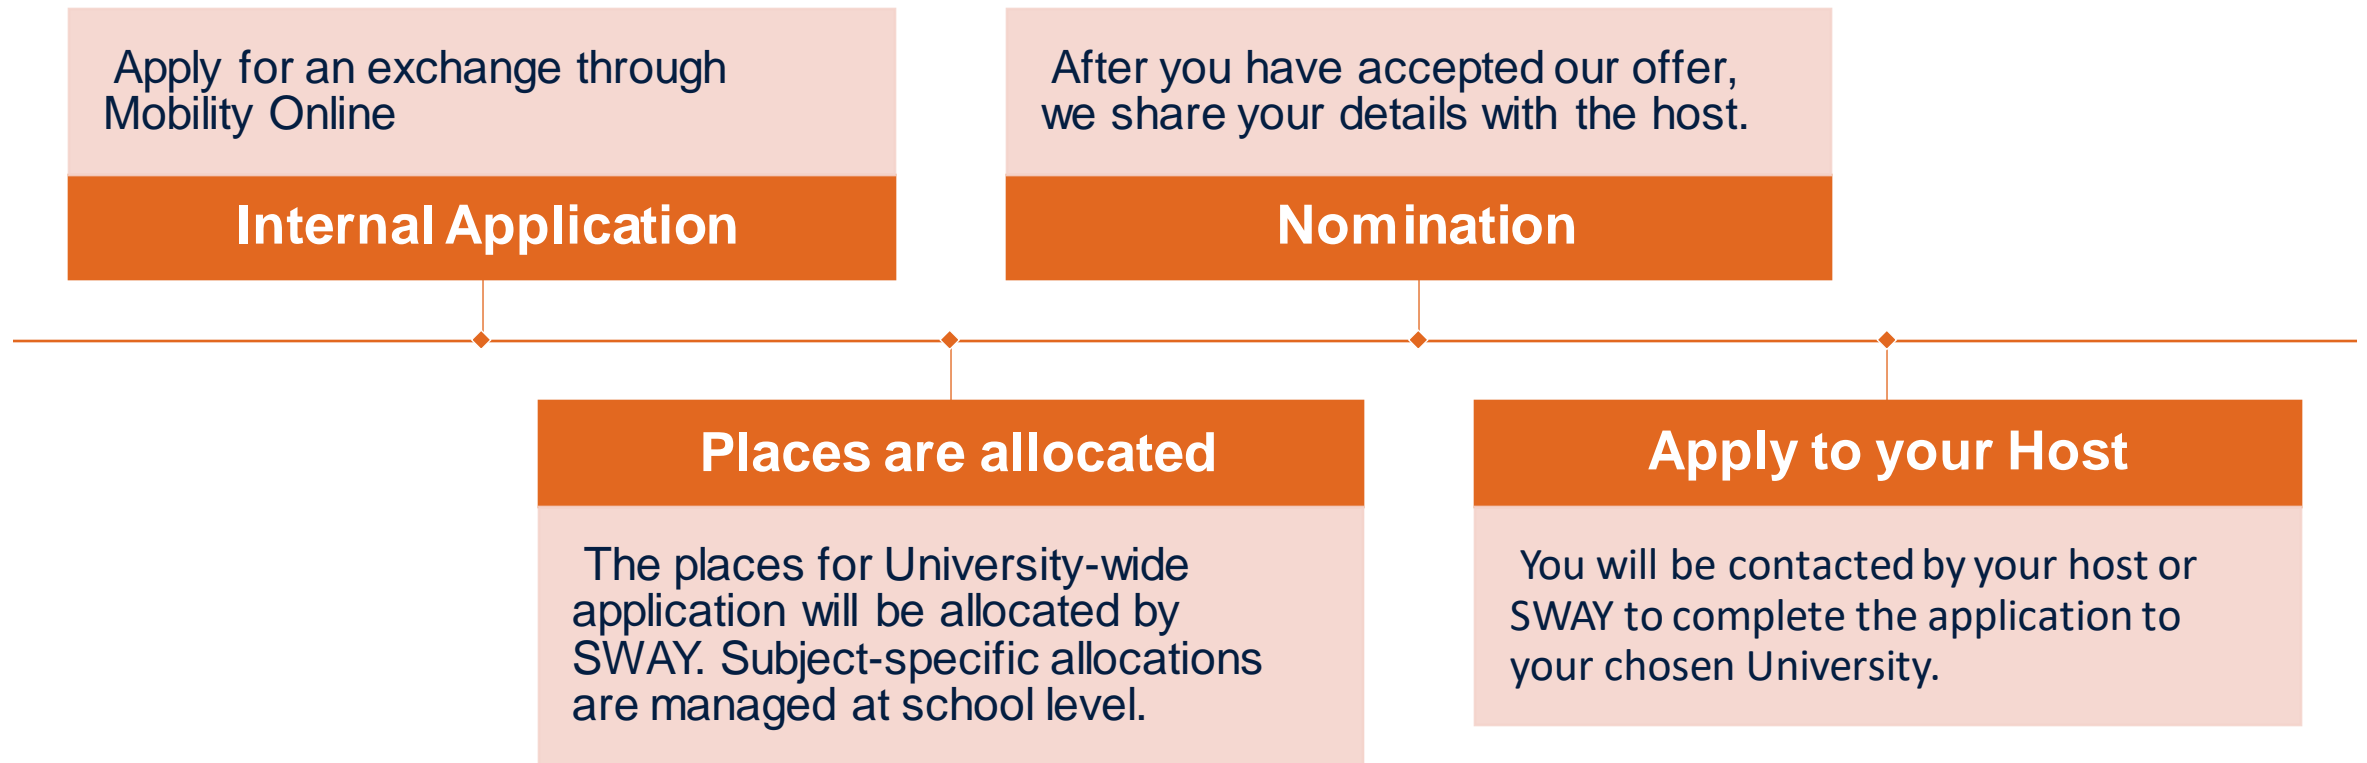 Apply for an exchange through
Mobility Online
Internal Application
Places are allocated
The places for University-wide
application will be allocated by
SWAY. Subject-specific allocations
are managed at school level.
After you have accepted our offer,
we share your details with the host.
Nomination
Apply to your Host
You will be contacted by your host or
SWAY to complete the application to
your chosen University.